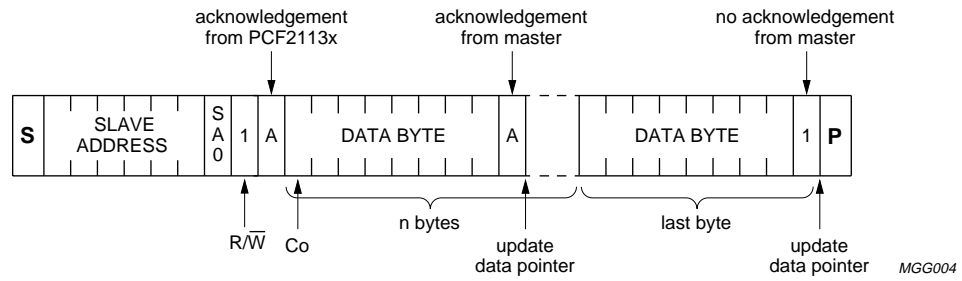 acknowledgement
from PCF2113x
acknowledgement
from master
no acknowledgement
from master
S
SLAVE
ADDRESS
S
A
0
1
A
DATA BYTE
A
DATA BYTE
1
P
n bytes
last byte
R/W̅
Co
update
data pointer
update
data pointer
MGG004